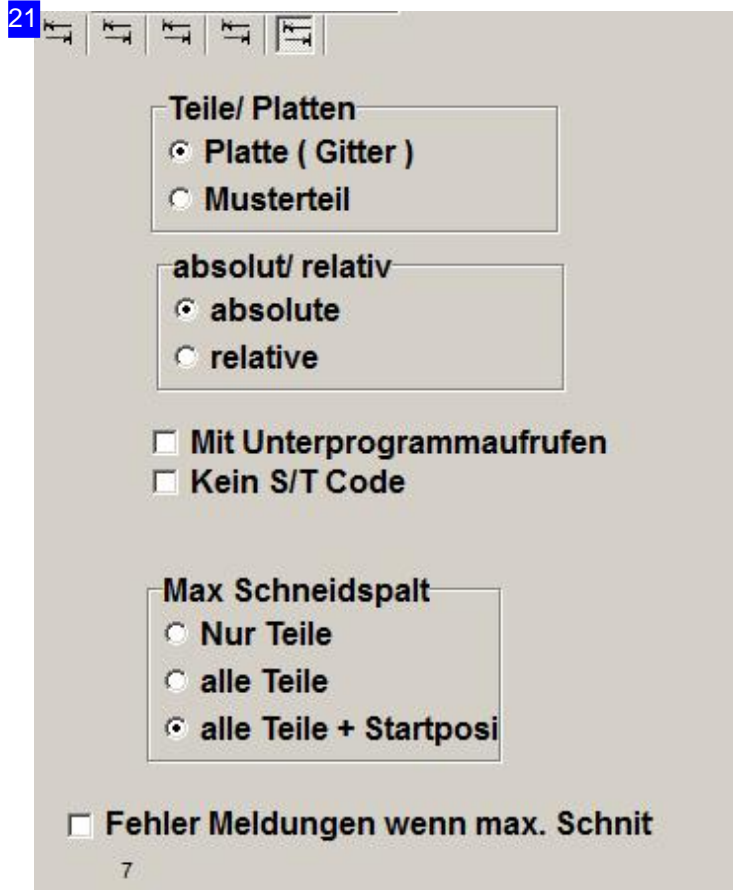 21
Teile/ Platten
Platte ( Gitter )
Musterteil
absolut/ relativ
absolute
relative
Mit Unterprogrammaufrufen
Kein S/T Code
Max Schneidspalt
Nur Teile
alle Teile
alle Teile + Startposi
Fehler Meldungen wenn max. Schnit
7